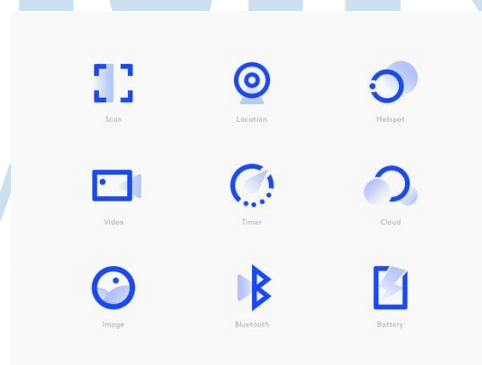 Scan
Location
Hotspot
Video
Timer
Cloud
Image
Bluetooth
Battery